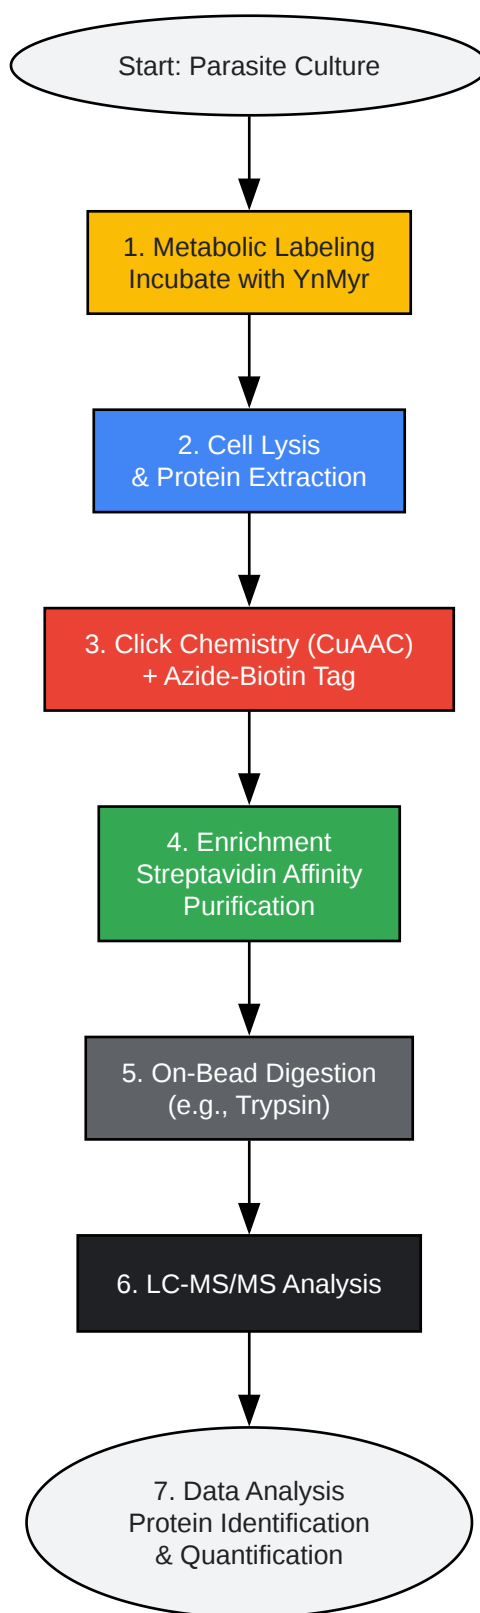 Start: Parasite Culture
1. Metabolic Labeling
Incubate with YnMyr
2. Cell Lysis
& Protein Extraction
3. Click Chemistry (CuAAC)
+ Azide-Biotin Tag
4. Enrichment
Streptavidin Affinity
Purification
5. On-Bead Digestion
(e.g., Trypsin)
6. LC-MS/MS Analysis
7. Data Analysis
Protein Identification
& Quantification